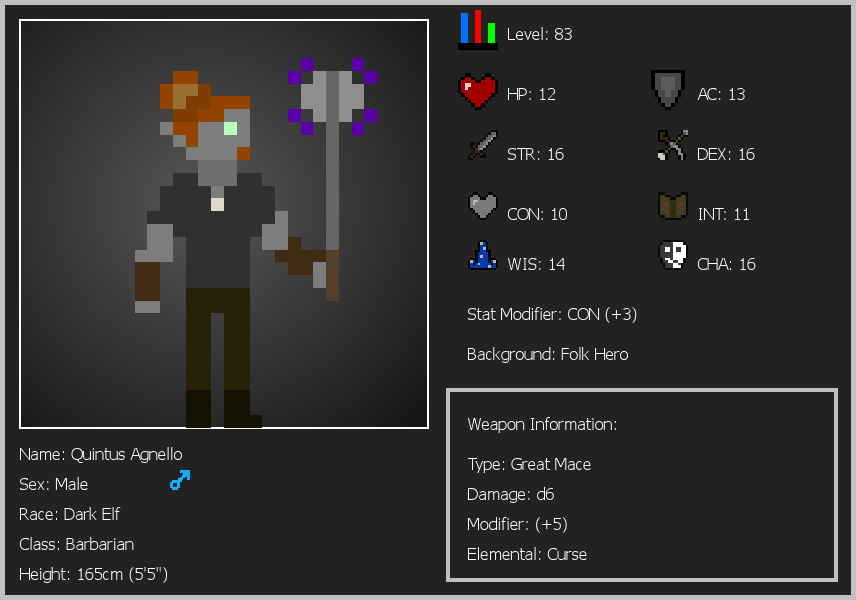 Level: 83
HP: 12
AC: 13
STR: 16
DEX: 16
CON: 10
INT: 11
WIS: 14
CHA: 16
Stat Modifier: CON (+3)
Background: Folk Hero
Weapon Information:
Type: Great Mace
Damage: d6
Modifier: (+5)
Elemental: Curse
Name: Quintus Agnello
Sex: Male
Race: Dark Elf
Class: Barbarian
Height: 165cm (5'5")